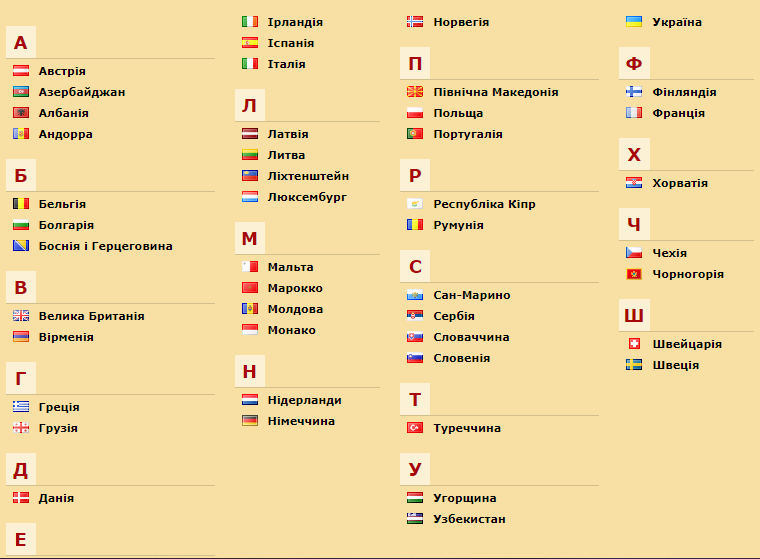 А
Австрія
Азербайджан
Албанія
Андорра
Б
Бельгія
Болгарія
Боснія і Герцеговина
В
Велика Британія
Вірменія
Г
Греція
Грузія
Д
Данія
Е
Ірландія
Іспанія
Італія
Л
Латвія
Литва
Ліхтенштейн
Люксембург
М
Мальта
Марокко
Молдова
Монако
Н
Нідерланди
Німеччина
Норвегія
П
Північна Македонія
Польща
Португалія
Р
Республіка Кіпр
Румунія
С
Сан-Марино
Сербія
Словаччина
Словенія
Т
Туреччина
У
Угорщина
Узбекистан
Україна
Ф
Фінляндія
Франція
Х
Хорватія
Ч
Чехія
Чорногорія
Ш
Швейцарія
Швеція